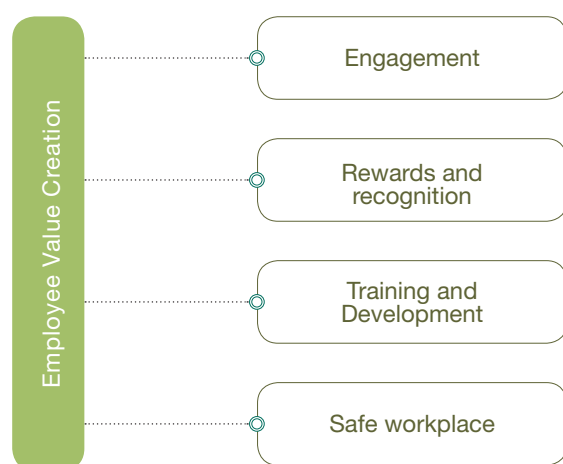 Employee Value Creation
Engagement
Rewards and
recognition
Training and
Development
Safe workplace